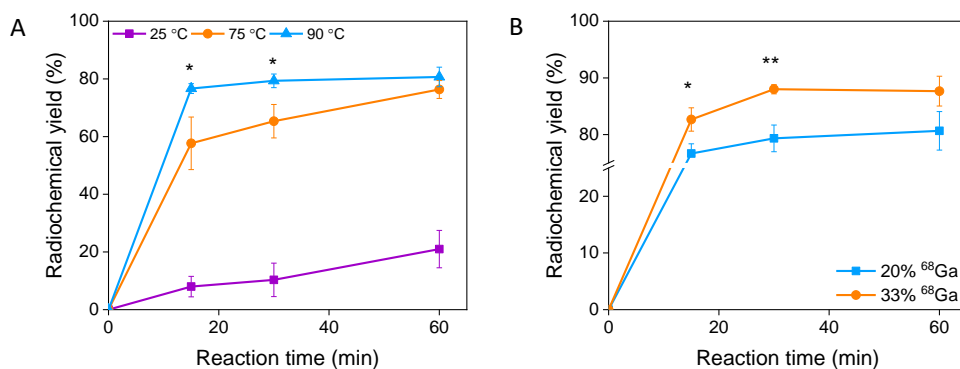 A
25 °C 75 °C 90 °C
* *
Radiochemical yield (%)
100
80
60
40
20
0
0 20 40 60
Reaction time (min)
B
* **
Radiochemical yield (%)
100
90
80
20
10
0
20% ⁶⁸Ga
33% ⁶⁸Ga
0 20 40 60
Reaction time (min)